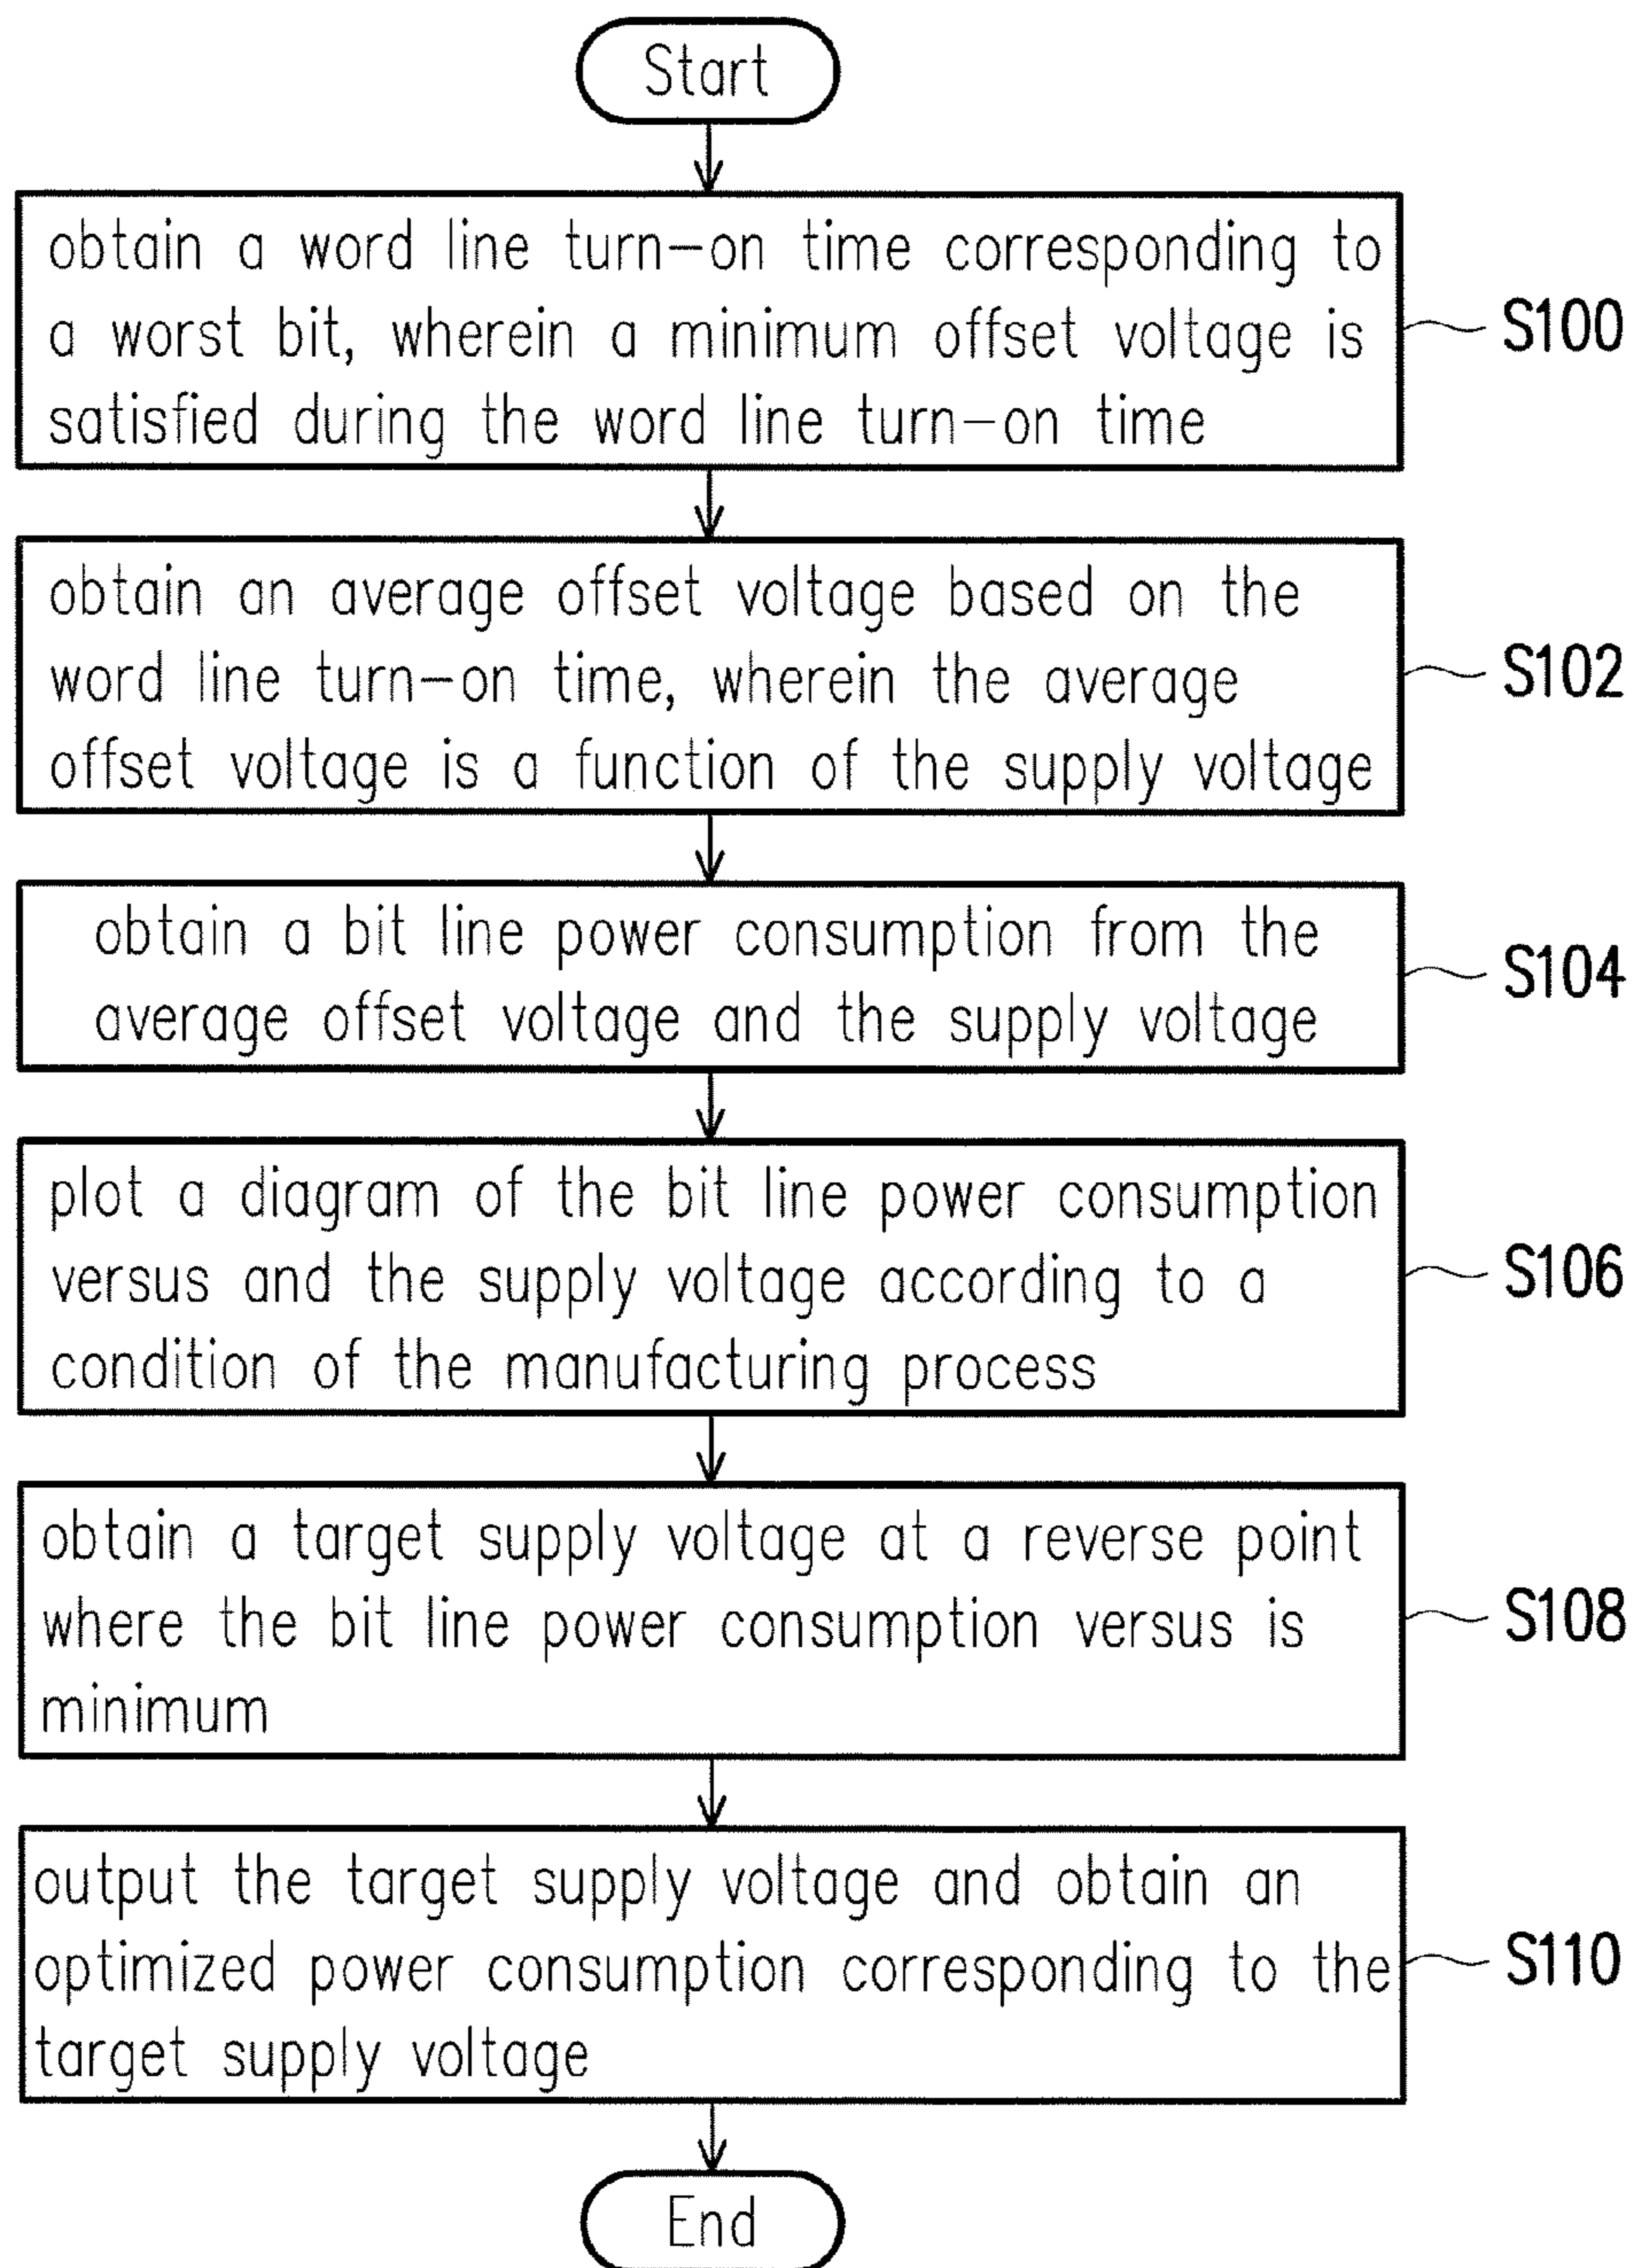 Start
obtain a word line turn-on time corresponding to
a worst bit, wherein a minimum offset voltage is
satisfied during the word line turn-on time
S100
obtain an average offset voltage based on the
word line turn-on time, wherein the average
offset voltage is a function of the supply voltage
S102
obtain a bit line power consumption from the
average offset voltage and the supply voltage
S104
plot a diagram of the bit line power consumption
versus and the supply voltage according to a
condition of the manufacturing process
S106
obtain a target supply voltage at a reverse point
where the bit line power consumption versus is
minimum
S108
output the target supply voltage and obtain an
optimized power consumption corresponding to the
target supply voltage
S110
End